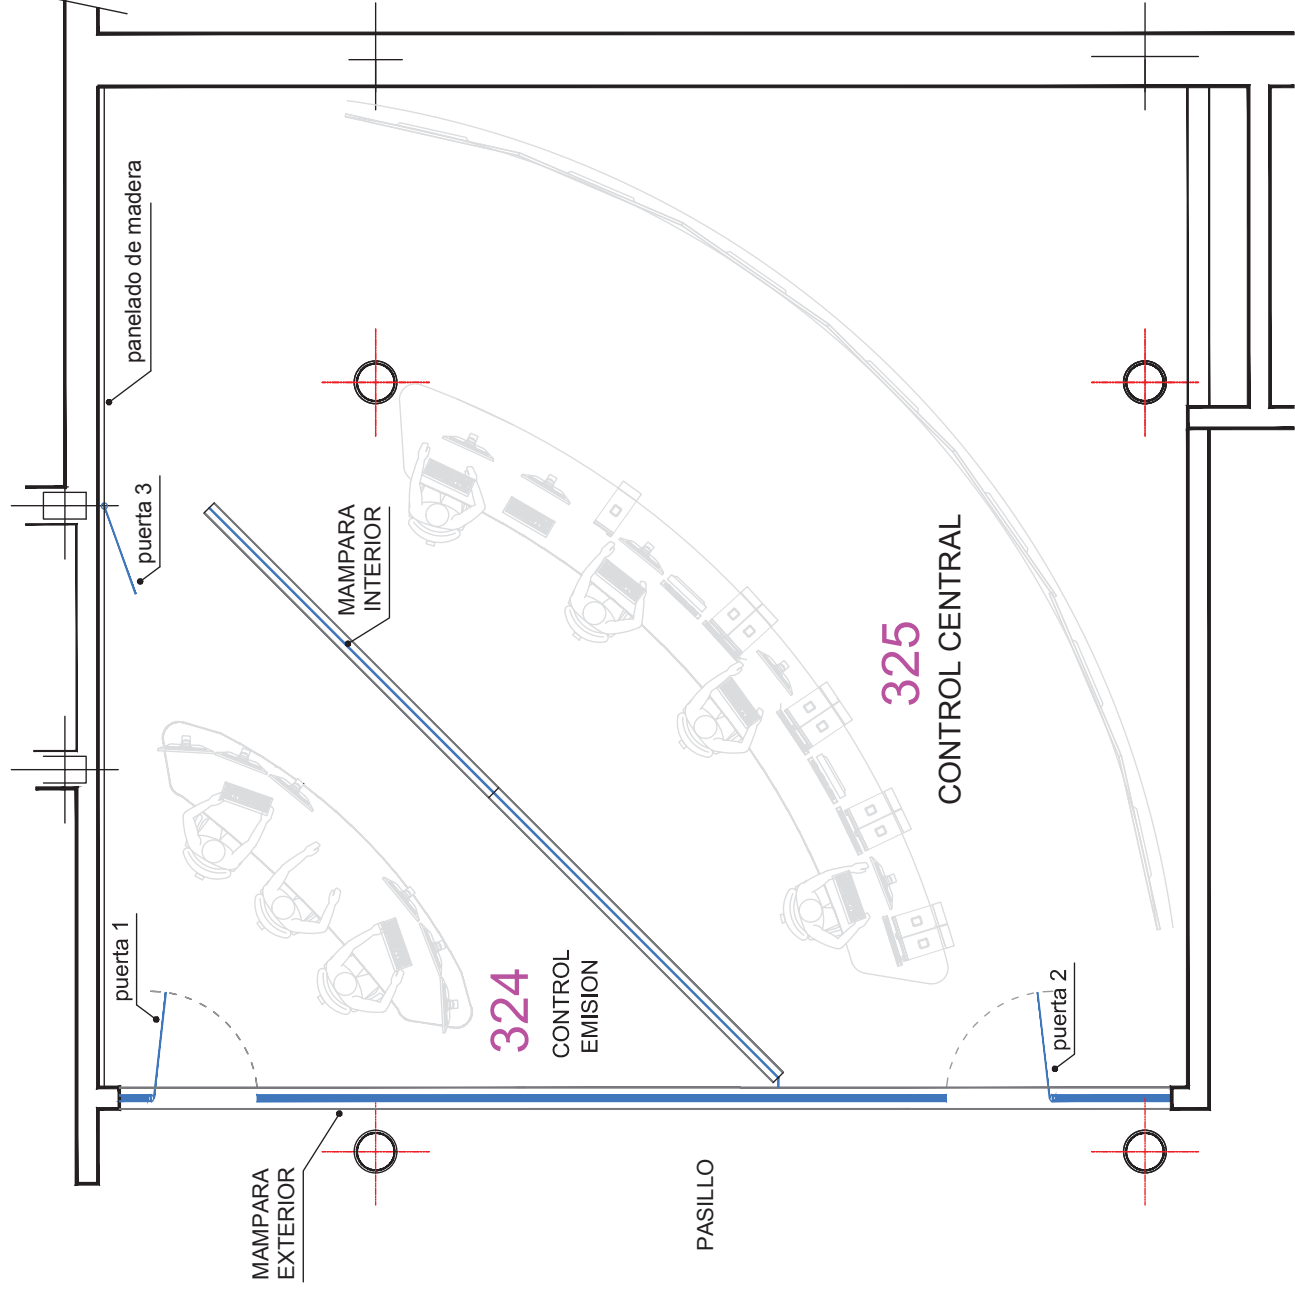 panelado de madera
puerta 3
MAMPARA
INTERIOR
puerta 1
324
CONTROL
EMISION
325
CONTROL CENTRAL
puerta 2
MAMPARA
EXTERIOR
PASILLO